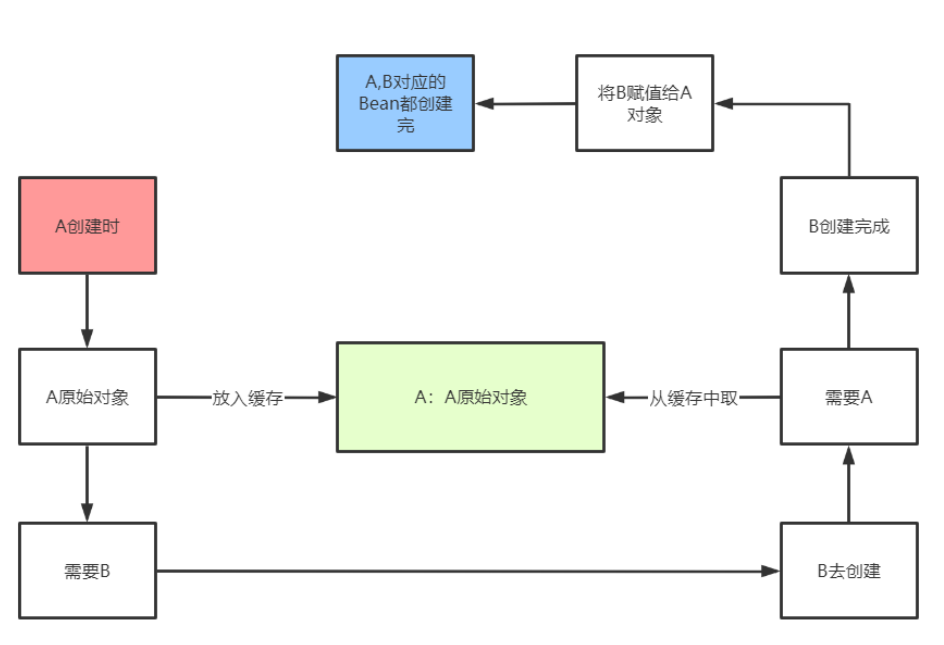 A,B对应的
Bean都创建
完
将B赋值给A
对象
A创建时
B创建完成
A原始对象
放入缓存
A：A原始对象
从缓存中取
需要A
需要B
B去创建